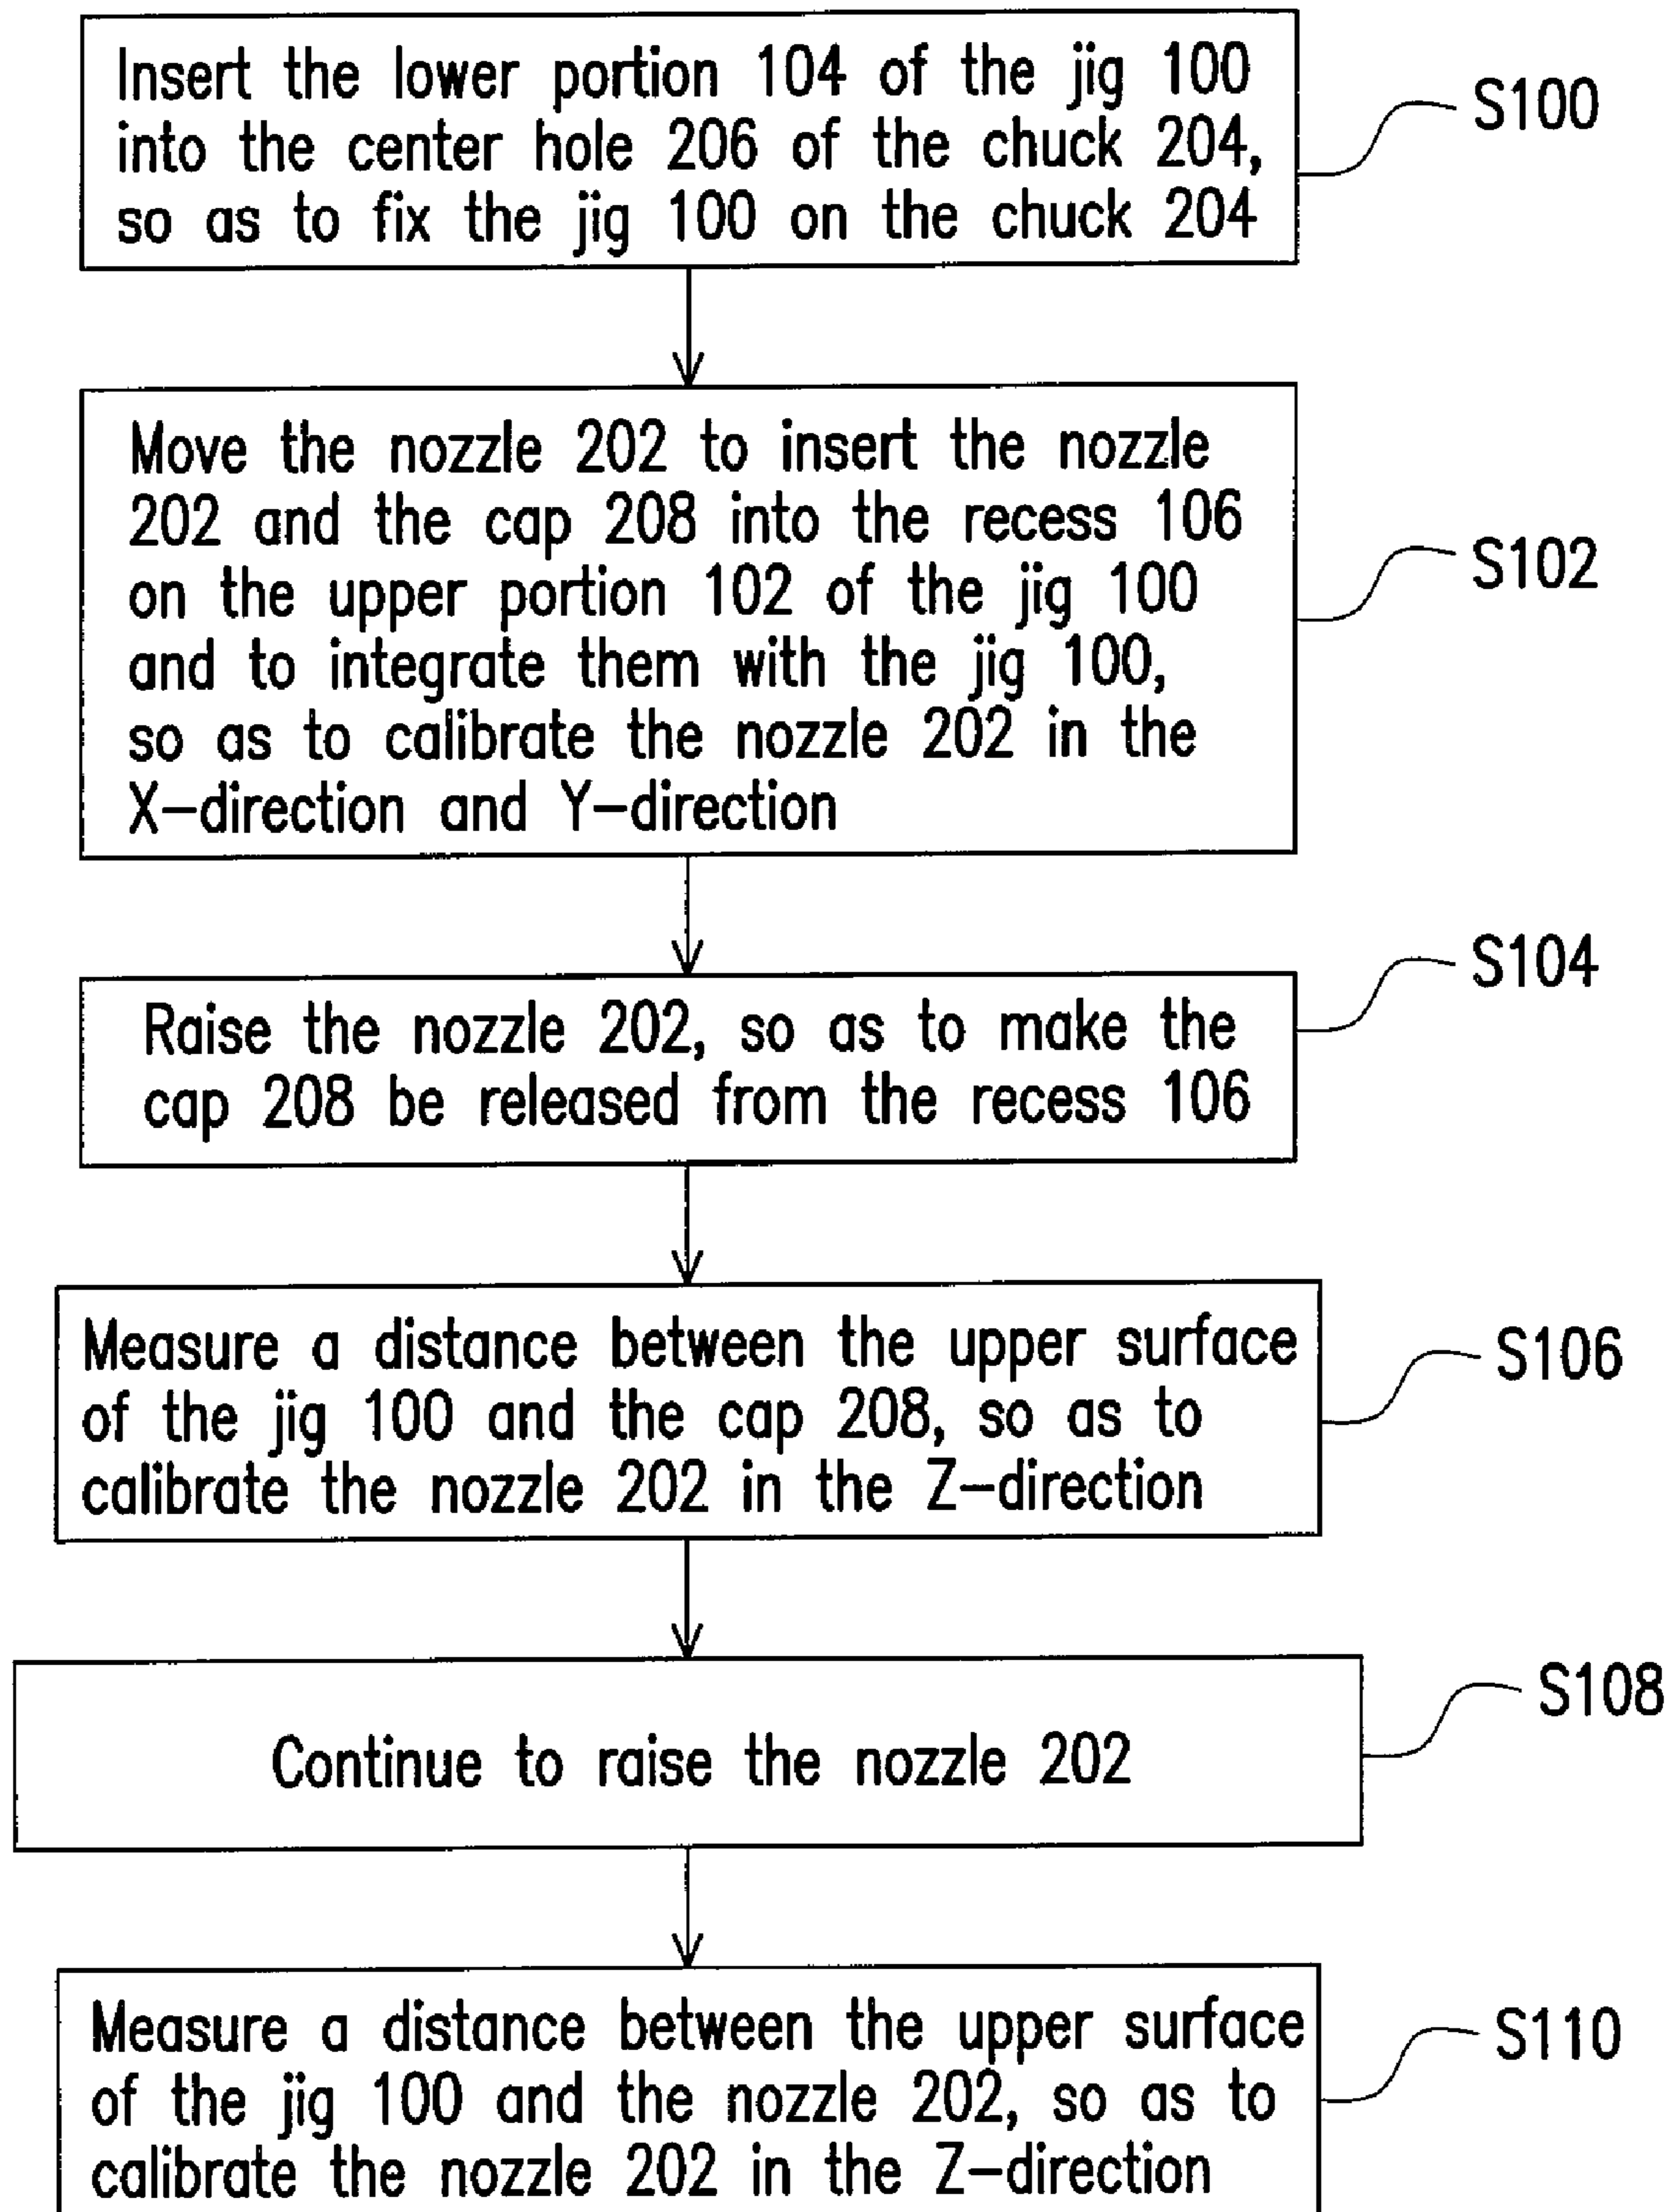 Insert the lower portion 104 of the jig 100
into the center hole 206 of the chuck 204,
so as to fix the jig 100 on the chuck 204
S100
Move the nozzle 202 to insert the nozzle
202 and the cap 208 into the recess 106
on the upper portion 102 of the jig 100
and to integrate them with the jig 100,
so as to calibrate the nozzle 202 in the
X-direction and Y-direction
S102
Raise the nozzle 202, so as to make the
cap 208 be released from the recess 106
S104
Measure a distance between the upper surface
of the jig 100 and the cap 208, so as to
calibrate the nozzle 202 in the Z-direction
S106
Continue to raise the nozzle 202
S108
Measure a distance between the upper surface
of the jig 100 and the nozzle 202, so as to
calibrate the nozzle 202 in the Z-direction
S110